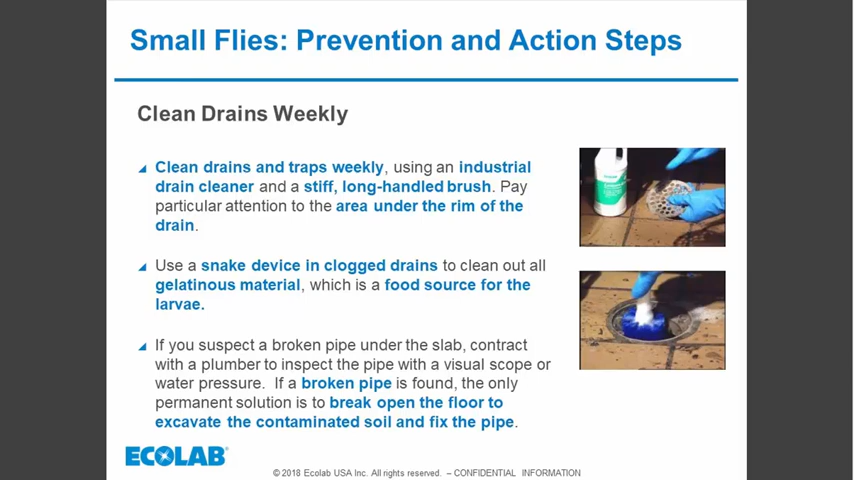 Small Flies: Prevention and Action Steps
Clean Drains Weekly
Clean drains and traps weekly, using an industrial
drain cleaner and a stiff, long-handled brush. Pay
particular attention to the area under the rim of the
drain.
Use a snake device in clogged drains to clean out all
gelatinous material, which is a food source for the
larvae.
If you suspect a broken pipe under the slab, contract
with a plumber to inspect the pipe with a visual scope or
water pressure. If a broken pipe is found, the only
permanent solution is to break open the floor to
excavate the contaminated soil and fix the pipe.
ECOLAB®
© 2018 Ecolab USA Inc. All rights reserved. – CONFIDENTIAL INFORMATION